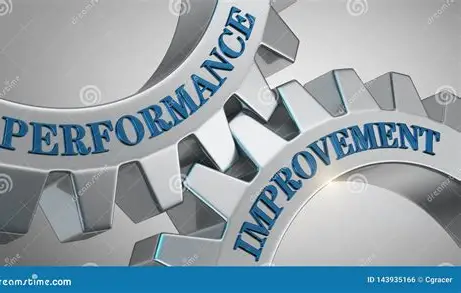 PERFORMANCE
IMPROVEMENT
dreamstime.com
ID 143935166 © Cgracer